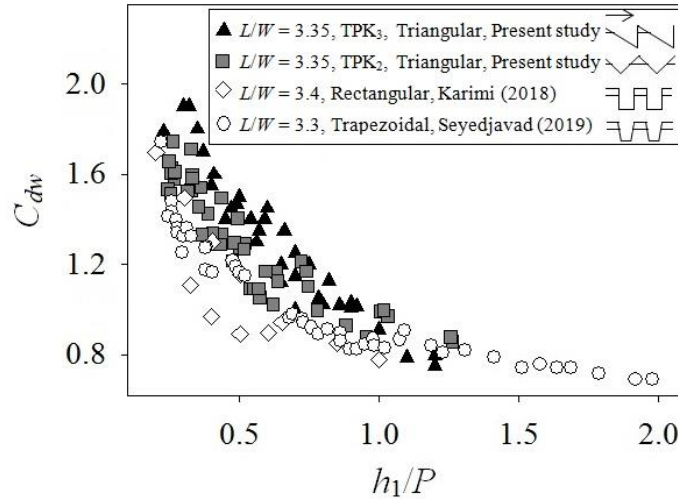 L/W = 3.35, TPK₃, Triangular, Present study
L/W = 3.35, TPK₂, Triangular, Present study
L/W = 3.4, Rectangular, Karimi (2018)
L/W = 3.3, Trapezoidal, Seyedjavad (2019)
2.0
1.6
1.2
0.8
C_dw
0.5
1.0
1.5
2.0
h₁/P